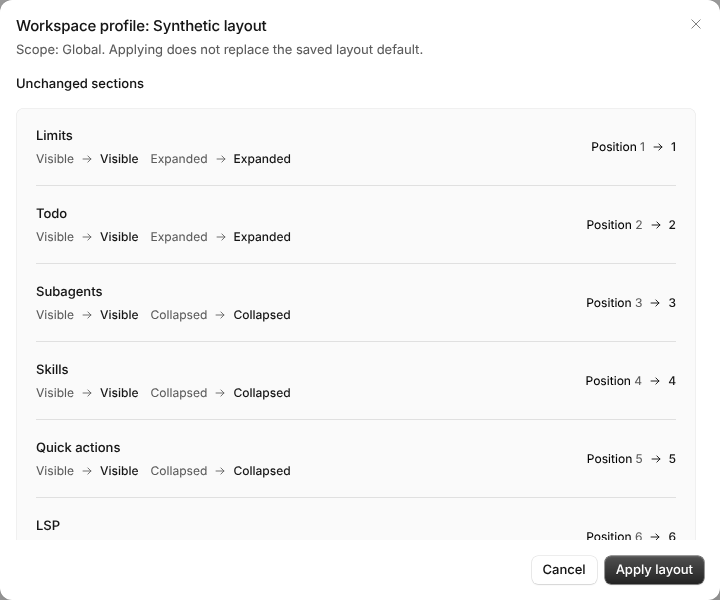 Workspace profile: Synthetic layout
Scope: Global. Applying does not replace the saved layout default.
Unchanged sections
Limits
Visible → Visible Expanded → Expanded
Position 1 → 1
Todo
Visible → Visible Expanded → Expanded
Position 2 → 2
Subagents
Visible → Visible Collapsed → Collapsed
Position 3 → 3
Skills
Visible → Visible Collapsed → Collapsed
Position 4 → 4
Quick actions
Visible → Visible Collapsed → Collapsed
Position 5 → 5
LSP
Position 6 → 6
Cancel
Apply layout